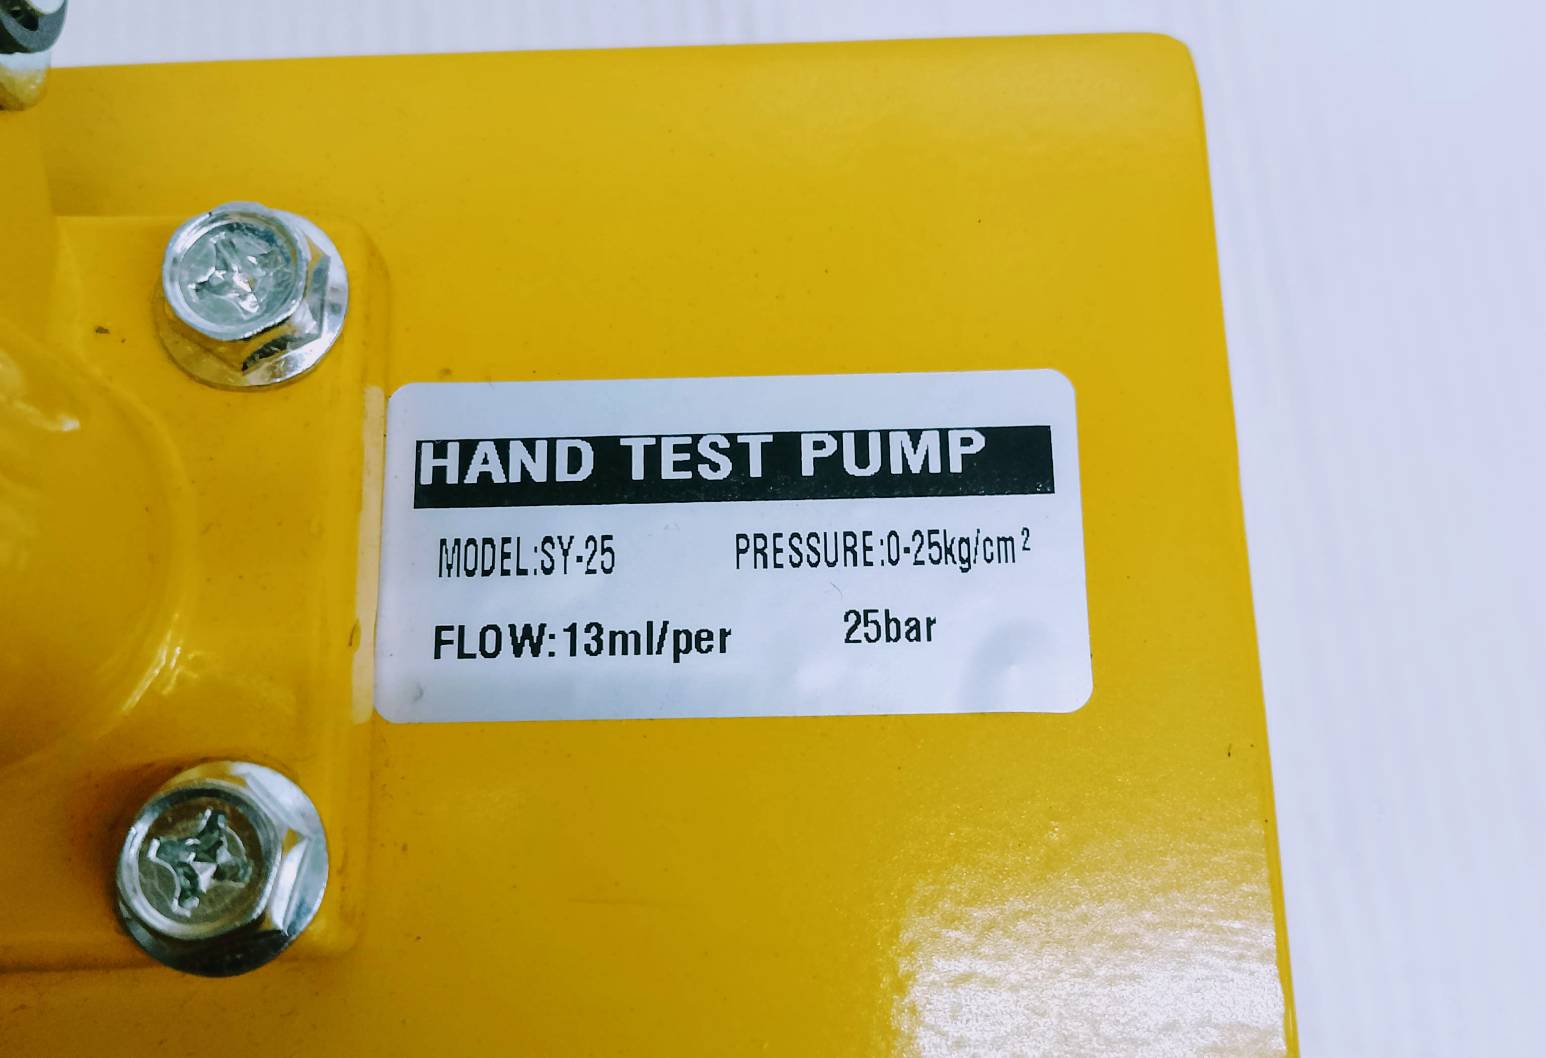 HAND TEST PUMP
MODEL:SY-25 PRESSURE:0-25kg/cm²
FLOW:13ml/per 25bar